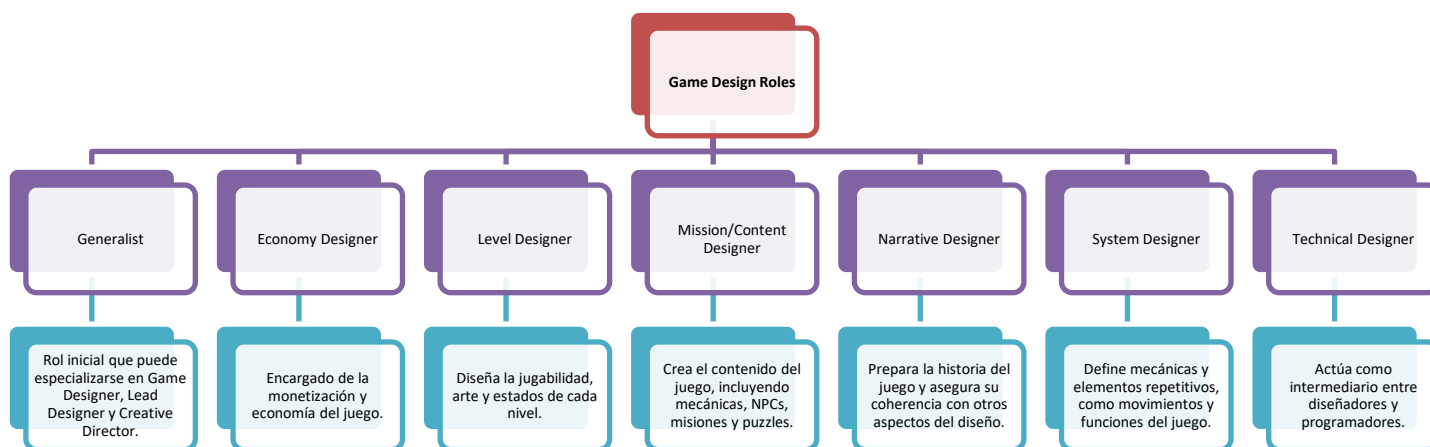 Game Design Roles
Generalist
Economy Designer
Level Designer
Mission/Content
Designer
Narrative Designer
System Designer
Technical Designer
Rol inicial que puede
especializarse en Game
Designer, Lead
Designer y Creative
Director.
Encargado de la
monetización y
economía del juego.
Diseña la jugabilidad,
arte y estados de cada
nivel.
Crea el contenido del
juego, incluyendo
mecánicas, NPCs,
misiones y puzzles.
Prepara la historia del
juego y asegura su
coherencia con otros
aspectos del diseño.
Define mecánicas y
elementos repetitivos,
como movimientos y
funciones del juego.
Actúa como
intermediario entre
diseñadores y
programadores.